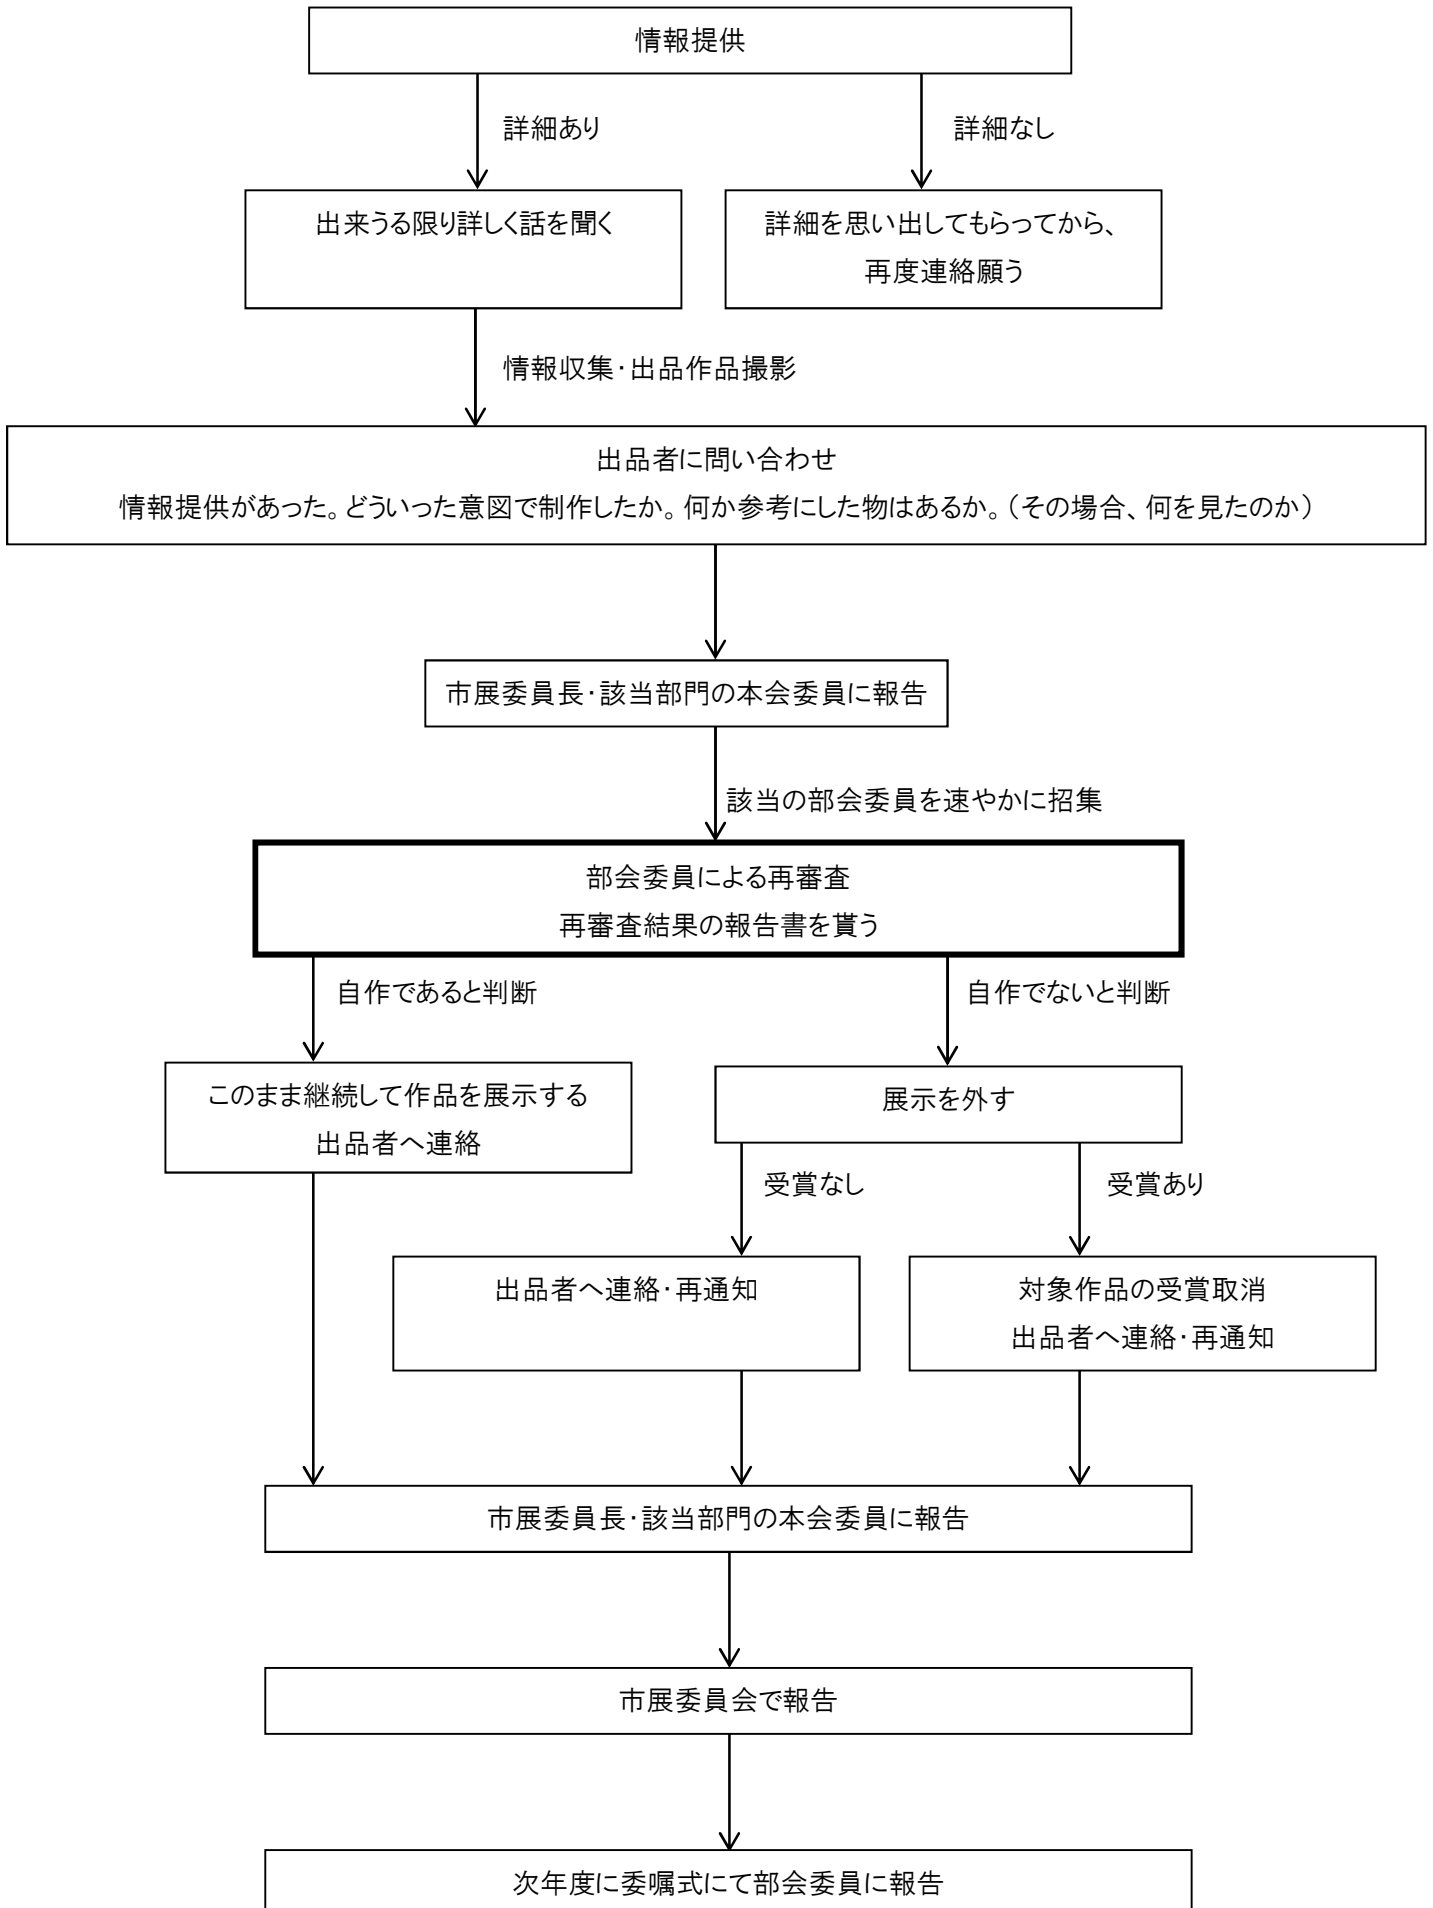 情報提供
詳細あり
詳細なし
出来うる限り詳しく話を聞く
詳細を思い出してもらってから、
再度連絡願う
情報収集・出品作品撮影
出品者に問い合わせ
情報提供があった。どういった意図で制作したか。何か参考にした物はあるか。（その場合、何を見たのか）
市展委員長・該当部門の本会委員に報告
該当の部会委員を速やかに招集
部会委員による再審査
再審査結果の報告書を貰う
自作であると判断
自作でないと判断
このまま継続して作品を展示する
出品者へ連絡
展示を外す
受賞なし
受賞あり
出品者へ連絡・再通知
対象作品の受賞取消
出品者へ連絡・再通知
市展委員長・該当部門の本会委員に報告
市展委員会で報告
次年度に委嘱式にて部会委員に報告